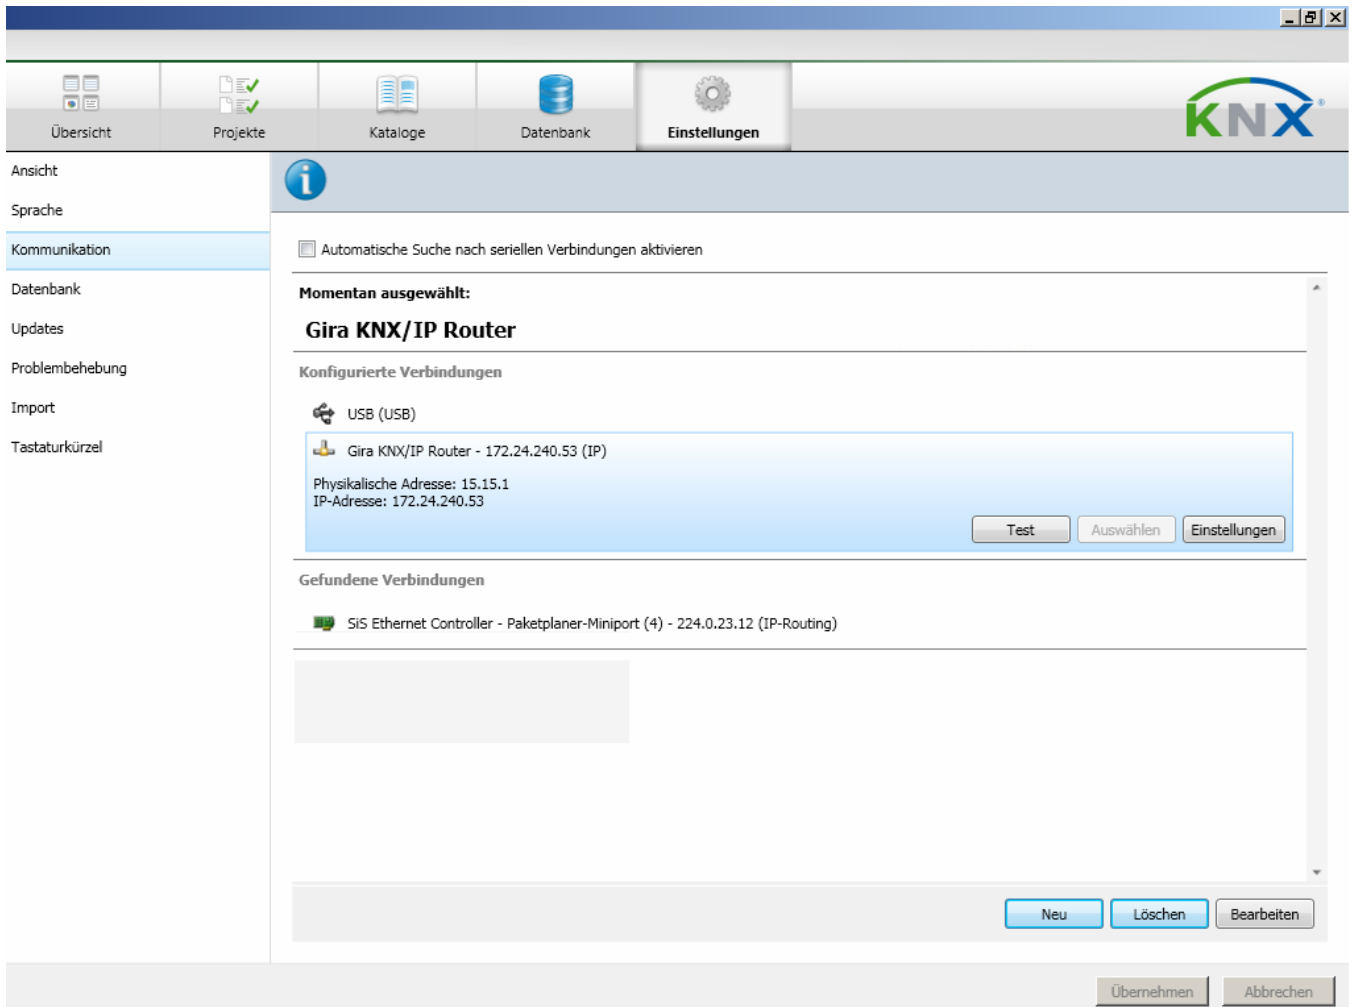 Übersicht
Projekte
Kataloge
Datenbank
Einstellungen
KNX®
Ansicht
Sprache
Kommunikation
Datenbank
Updates
Problembehebung
Import
Tastaturkürzel
Automatische Suche nach seriellen Verbindungen aktivieren
Momentan ausgewählt:
Gira KNX/IP Router
Konfigurierte Verbindungen
USB (USB)
Gira KNX/IP Router - 172.24.240.53 (IP)
Physikalische Adresse: 15.15.1
IP-Adresse: 172.24.240.53
Test
Auswählen
Einstellungen
Gefundene Verbindungen
SiS Ethernet Controller - Paketplaner-Miniport (4) - 224.0.23.12 (IP-Routing)
Neu
Löschen
Bearbeiten
Übernehmen
Abbrechen